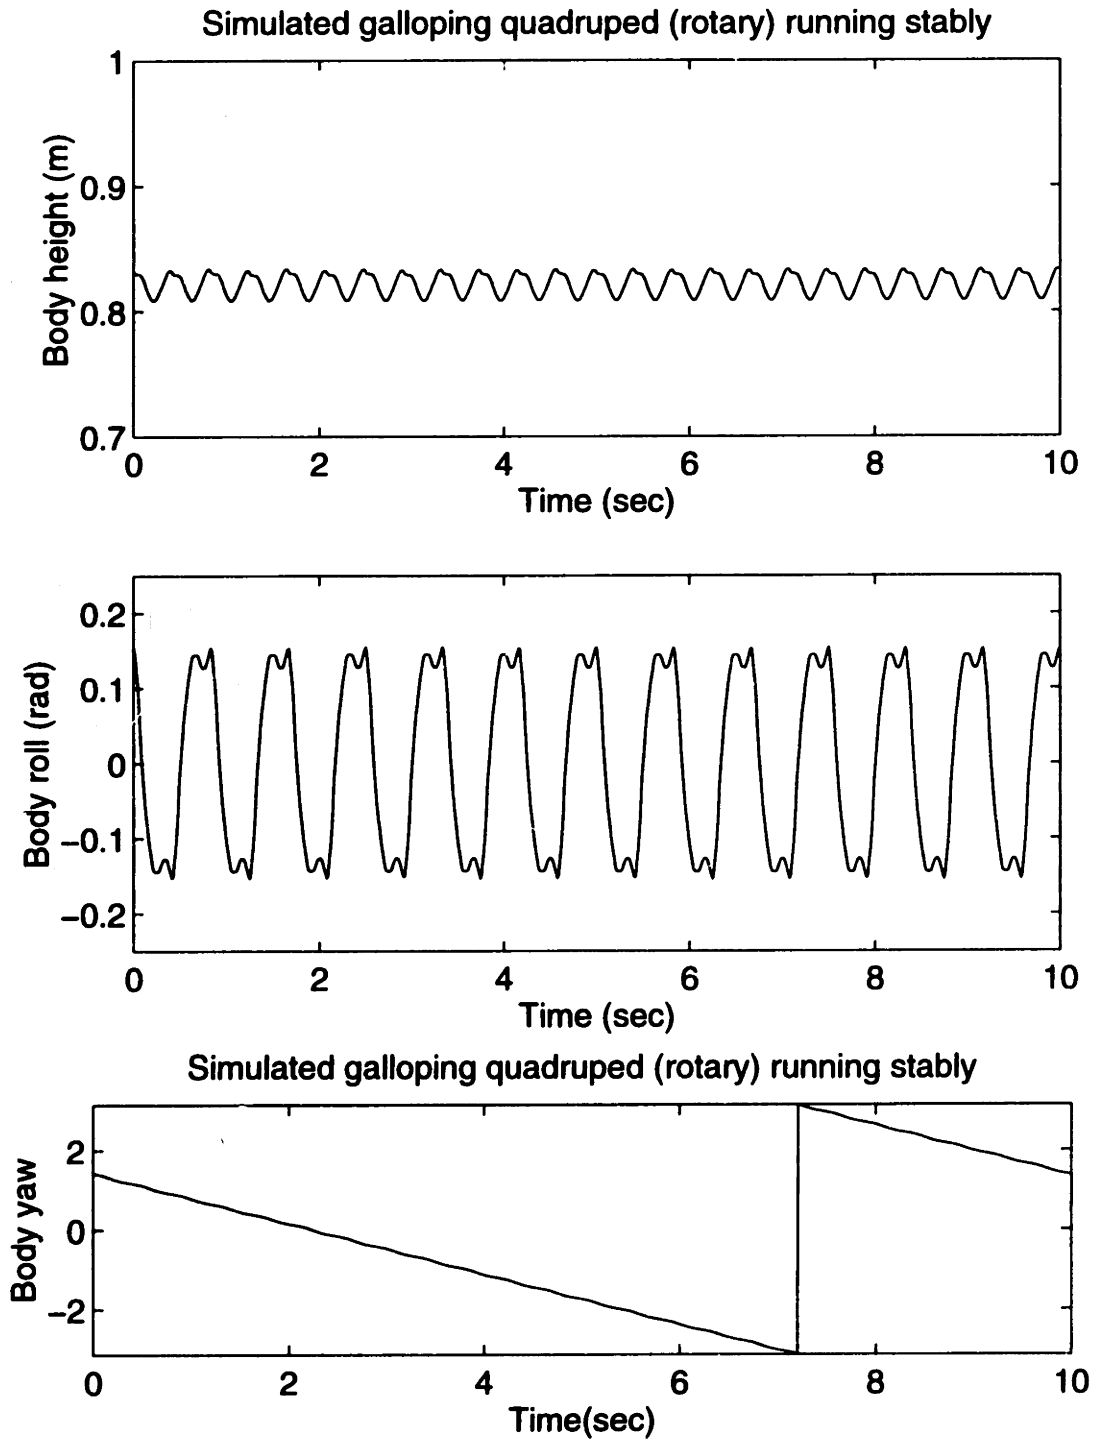 Simulated galloping quadruped (rotary) running stably
1
0.9
0.8
0.7
Body height (m)
0 2 4 6 8 10
Time (sec)
0.2
0.1
0
−0.1
−0.2
Body roll (rad)
0 2 4 6 8 10
Time (sec)
Simulated galloping quadruped (rotary) running stably
2
0
−2
Body yaw
0 2 4 6 8 10
Time(sec)